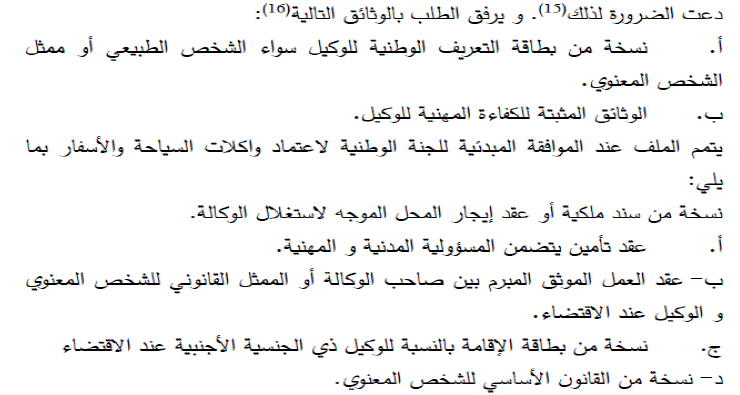 دعت الضرورة لذلك(15). و يرفق الطلب بالوثائق التالية(16):
أ. نسخة من بطاقة التعريف الوطنية للوكيل سواء الشخص الطبيعي أو ممثل
الشخص المعنوي.
ب. الوثائق المثبتة للكفاءة المهنية للوكيل.
يتمم الملف عند الموافقة المبدئية للجنة الوطنية لاعتماد واكلات السياحة والأسفار بما
يلي:
نسخة من سند ملكية أو عقد إيجار المحل الموجه لاستغلال الوكالة.
أ. عقد تأمين يتضمن المسؤولية المدنية و المهنية.
ب- عقد العمل الموثق المبرم بين صاحب الوكالة أو الممثل القانوني للشخص المعنوي
و الوكيل عند الاقتضاء.
ج. نسخة من بطاقة الإقامة بالنسبة للوكيل ذي الجنسية الأجنبية عند الاقتضاء
د- نسخة من القانون الأساسي للشخص المعنوي.